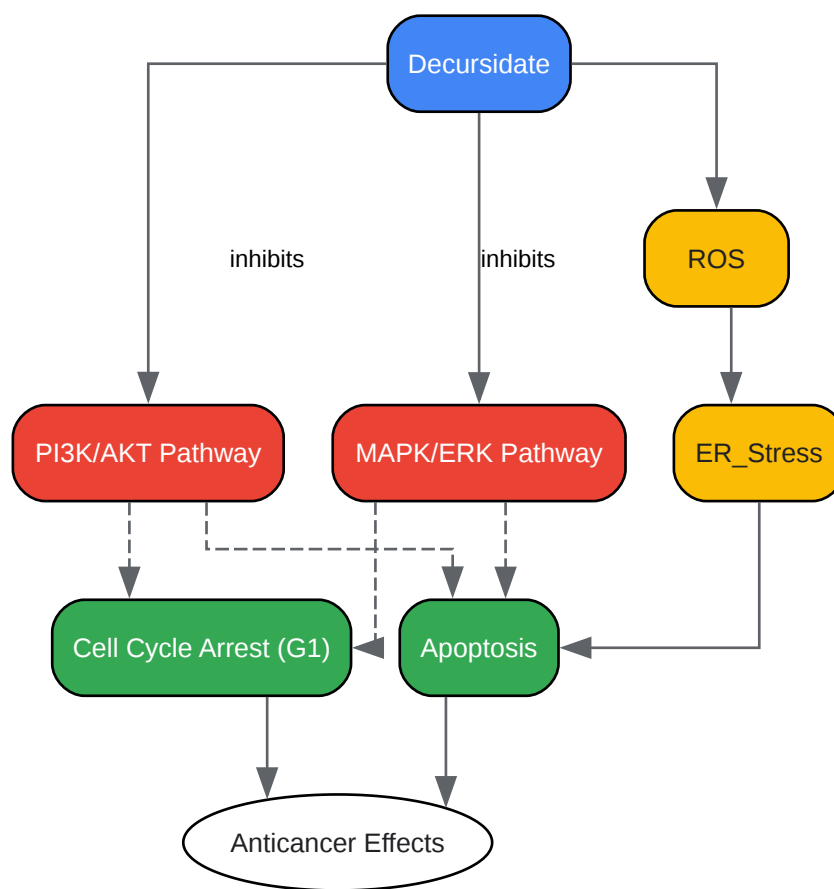 Decursidate
inhibits
inhibits
ROS
PI3K/AKT Pathway
MAPK/ERK Pathway
ER_Stress
Cell Cycle Arrest (G1)
Apoptosis
Anticancer Effects